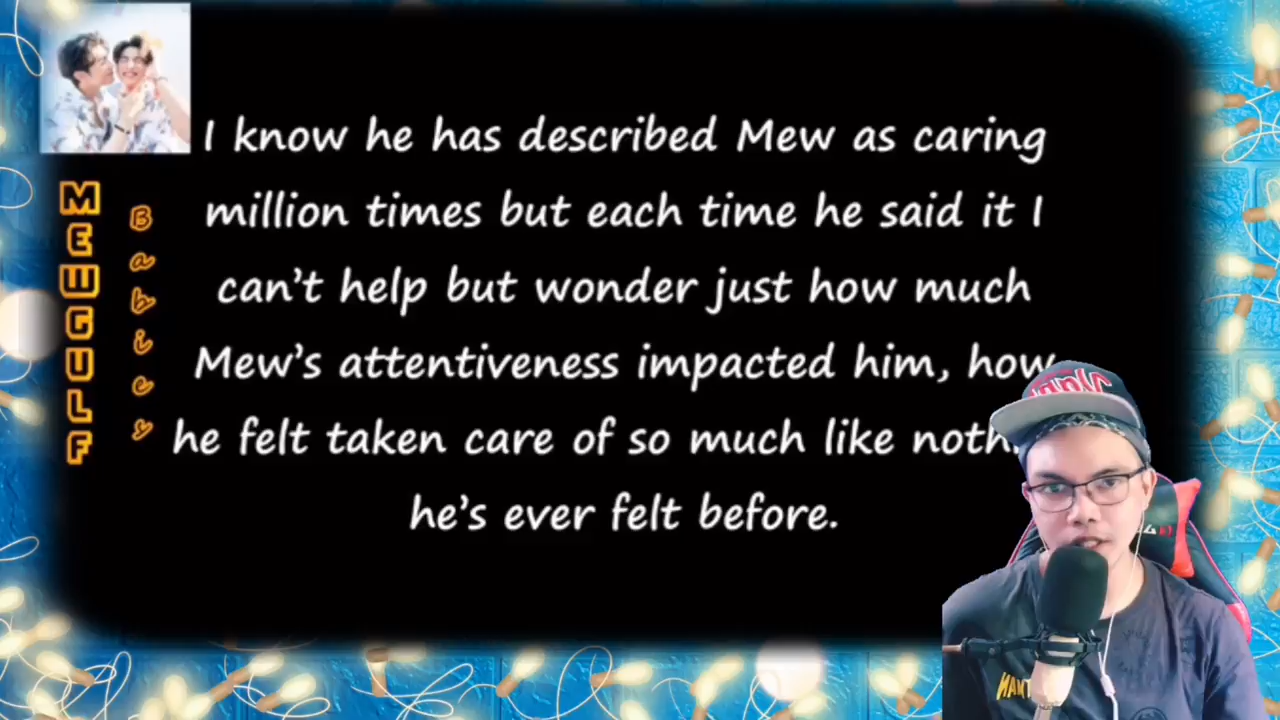 I know he has described Mew as caring
million times but each time he said it I
can't help but wonder just how much
Mew's attentiveness impacted him, how
he felt taken care of so much like
he's ever felt before.
MEWGULF
Babiecy